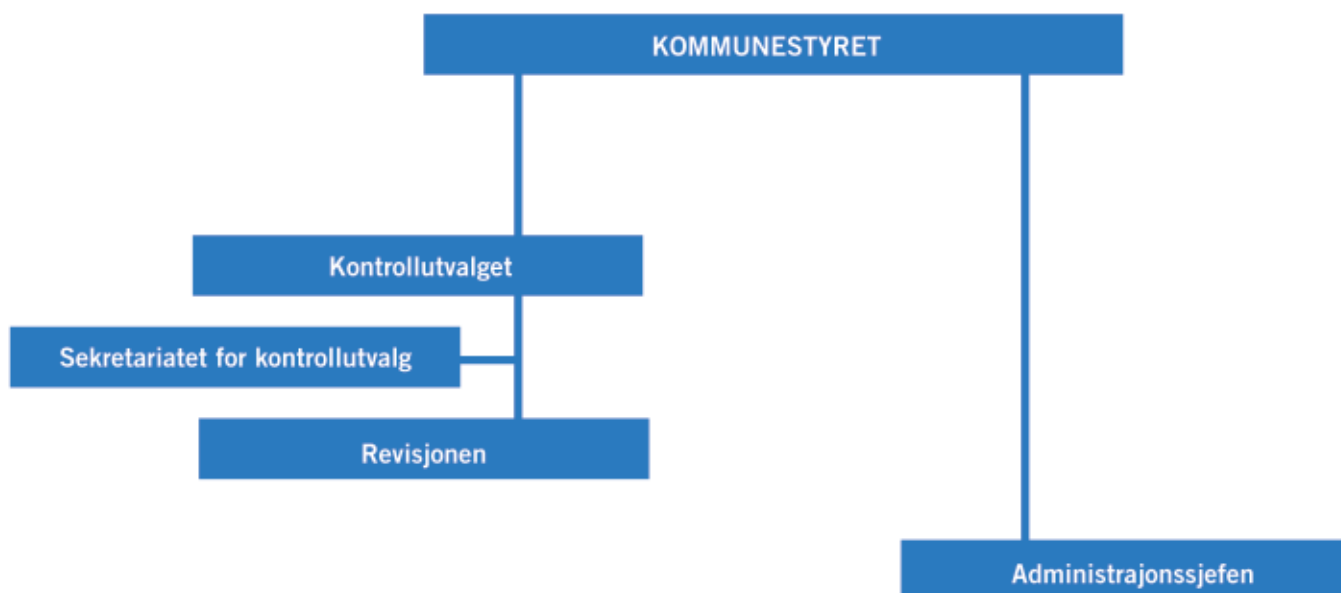 KOMMUNESTYRET
Kontrollutvalget
Sekretariatet for kontrollutvalg
Revisjonen
Administrajonssjefen